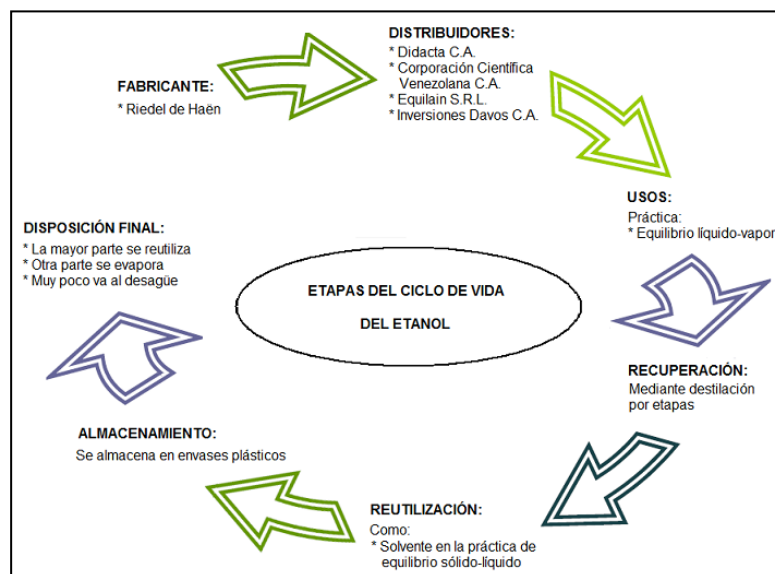 FABRICANTE:
* Riedel de Haën
DISTRIBUIDORES:
* Didacta C.A.
* Corporación Científica
Venezolana C.A.
* Equilain S.R.L.
* Inversiones Davos C.A.
USOS:
Práctica:
* Equilibrio líquido-vapor
RECUPERACIÓN:
Mediante destilación
por etapas
REUTILIZACIÓN:
Como:
* Solvente en la práctica de
equilibrio sólido-líquido
ALMACENAMIENTO:
Se almacena en envases plásticos
DISPOSICIÓN FINAL:
* La mayor parte se reutiliza
* Otra parte se evapora
* Muy poco va al desagüe
ETAPAS DEL CICLO DE VIDA
DEL ETANOL